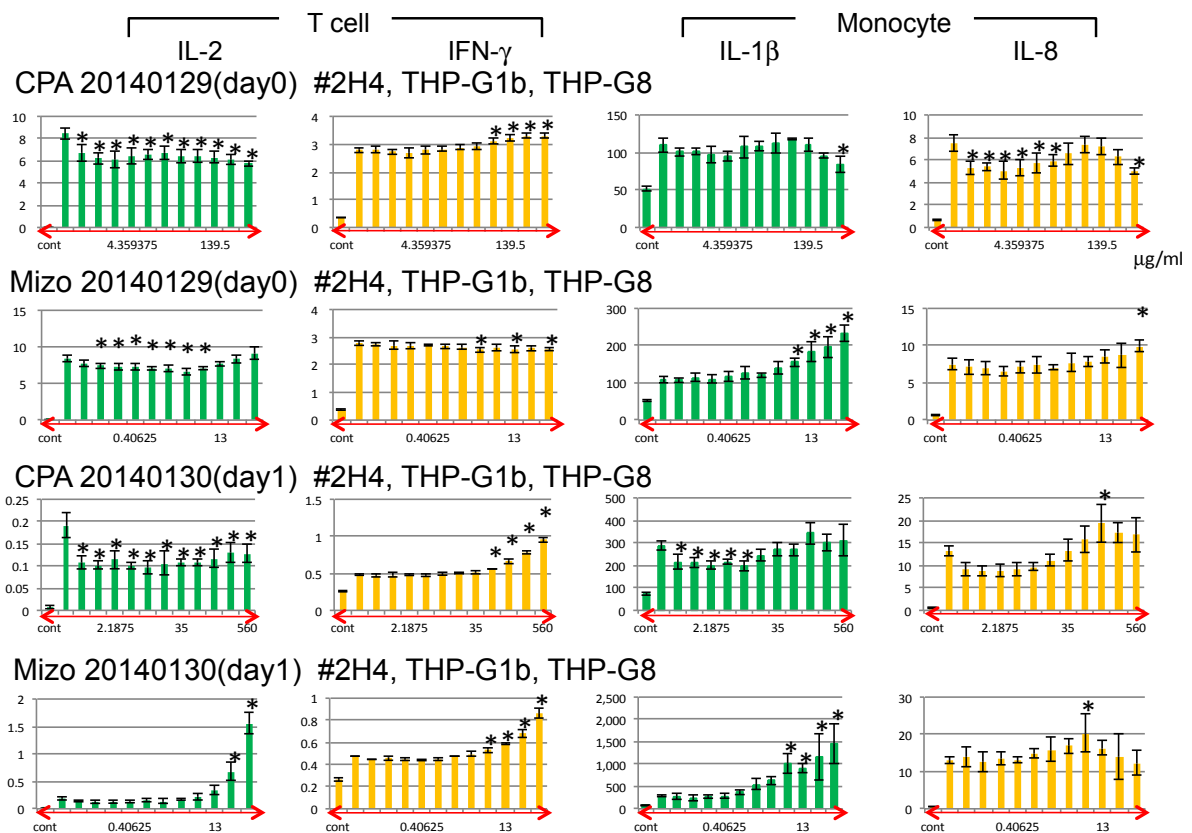 T cell Monocyte
IL-2 IFN-γ IL-1β IL-8
CPA 20140129(day0) #2H4, THP-G1b, THP-G8
10 8 6 4 2 0
* * * * * * * * * * *
cont 4.359375 139.5
4 3 2 1 0
* * * *
cont 4.359375 139.5
150 100 50 0
*
cont 4.359375 139.5
10 8 6 4 2 0
* * * * * * *
cont 4.359375 139.5
μg/ml
Mizo 20140129(day0) #2H4, THP-G1b, THP-G8
15 10 5 0
* * * * * * *
cont 0.40625 13
4 3 2 1 0
* * *
cont 0.40625 13
300 200 100 0
* * * *
cont 0.40625 13
15 10 5 0
*
cont 0.40625 13
CPA 20140130(day1) #2H4, THP-G1b, THP-G8
0.25 0.2 0.15 0.1 0.05 0
* * * * * * * * * * *
cont 2.1875 35 560
1.5 1 0.5 0
* * * *
cont 2.1875 35 560
500 400 300 200 100 0
* * * * *
cont 2.1875 35 560
25 20 15 10 5 0
*
cont 2.1875 35 560
Mizo 20140130(day1) #2H4, THP-G1b, THP-G8
2 1.5 1 0.5 0
* *
cont 0.40625 13
1 0.8 0.6 0.4 0.2 0
* * * *
cont 0.40625 13
2,500 2,000 1,500 1,000 500 0
* * * *
cont 0.40625 13
30 20 10 0
*
cont 0.40625 13